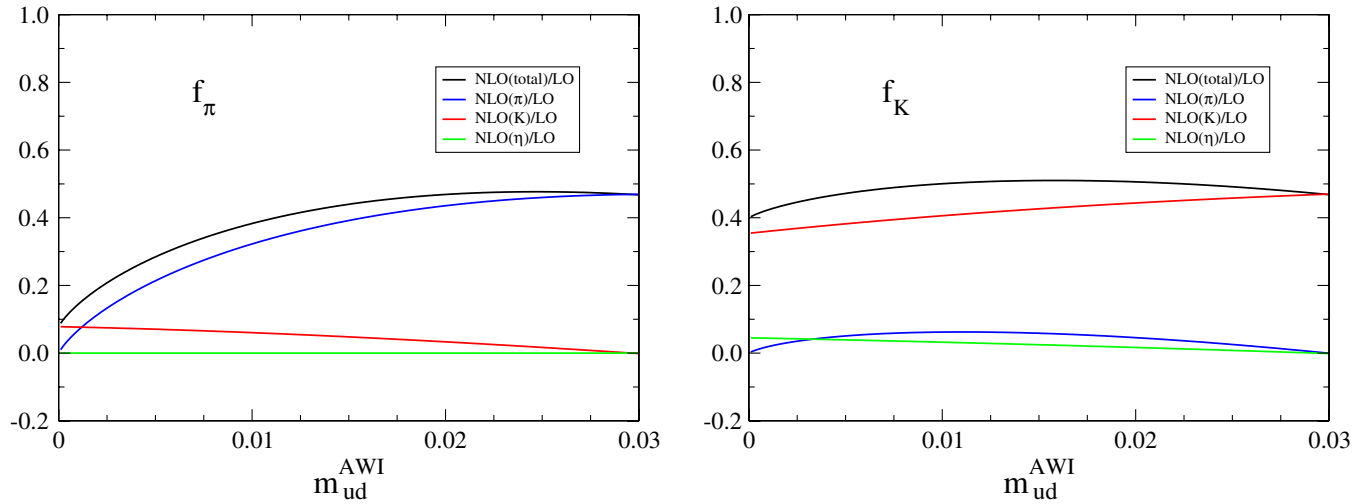 1.0
0.8
0.6
0.4
0.2
0.0
-0.2
0
0.01
0.02
0.03
f_π
NLO(total)/LO
NLO(π)/LO
NLO(K)/LO
NLO(η)/LO
m_ud^AWI
1.0
0.8
0.6
0.4
0.2
0.0
-0.2
0
0.01
0.02
0.03
f_K
NLO(total)/LO
NLO(π)/LO
NLO(K)/LO
NLO(η)/LO
m_ud^AWI